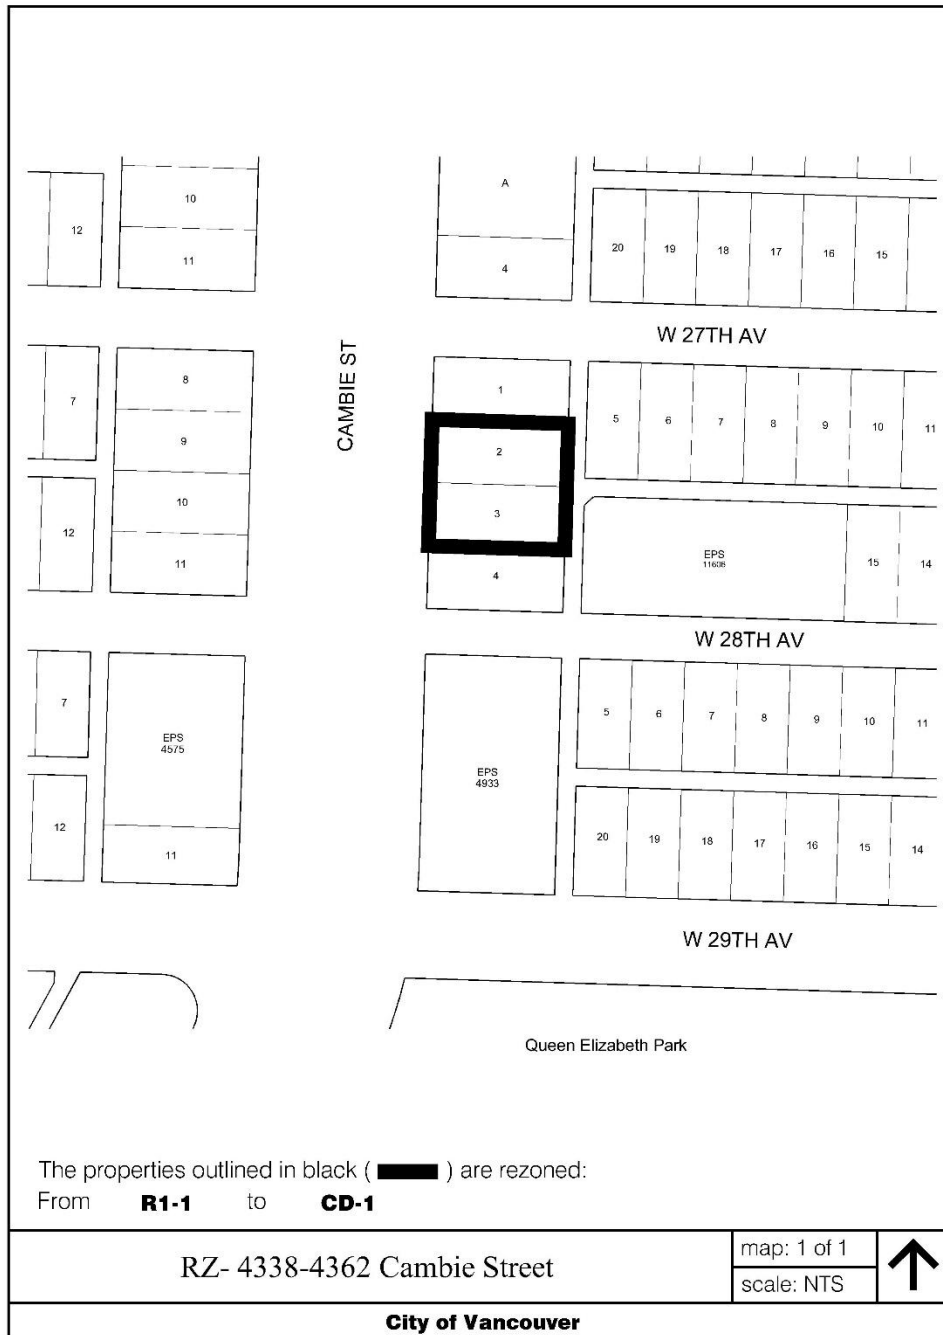 10
A
12
20 19 18 17 16 15
11
4
W 27TH AV
CAMBIE ST
8
1
7
5 6 7 8 9 10 11
9
2
10
3
12
EPS
11608
15 14
11
4
W 28TH AV
7
5 6 7 8 9 10 11
EPS
4575
EPS
4933
12
20 19 18 17 16 15 14
11
W 29TH AV
Queen Elizabeth Park
The properties outlined in black ( ) are rezoned:
From R1-1 to CD-1
RZ- 4338-4362 Cambie Street
map: 1 of 1
scale: NTS
City of Vancouver